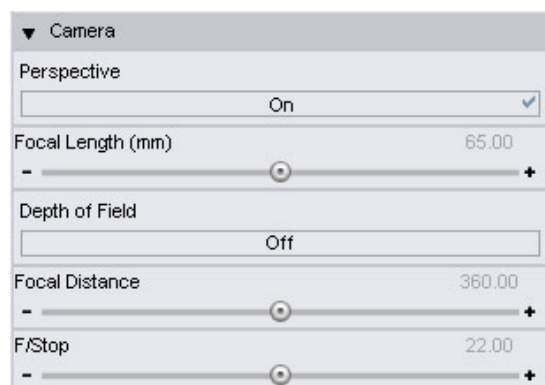 Camera
Perspective
On
Focal Length (mm) 65.00
- +
Depth of Field
Off
Focal Distance 360.00
- +
F/Stop 22.00
- +